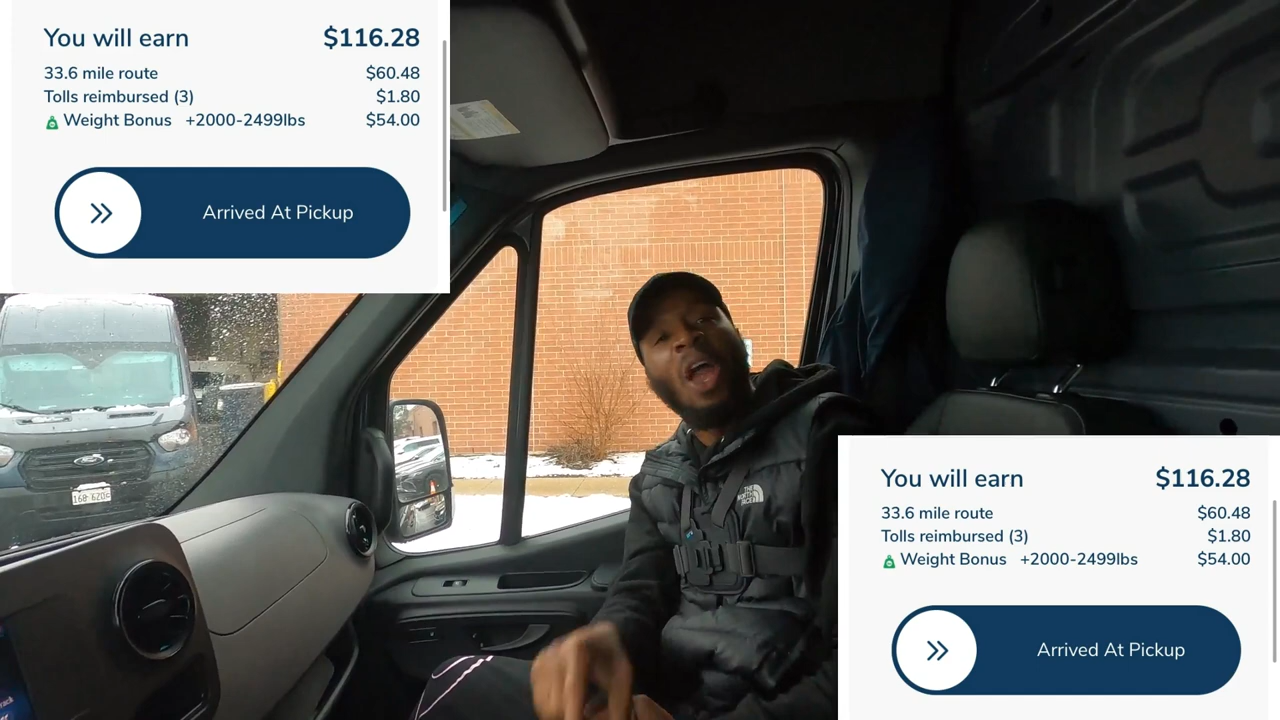 You will earn $116.28
33.6 mile route $60.48
Tolls reimbursed (3) $1.80
Weight Bonus +2000-2499lbs $54.00
Arrived At Pickup
Ford
THE
NORTH
FACE
You will earn $116.28
33.6 mile route $60.48
Tolls reimbursed (3) $1.80
Weight Bonus +2000-2499lbs $54.00
Arrived At Pickup